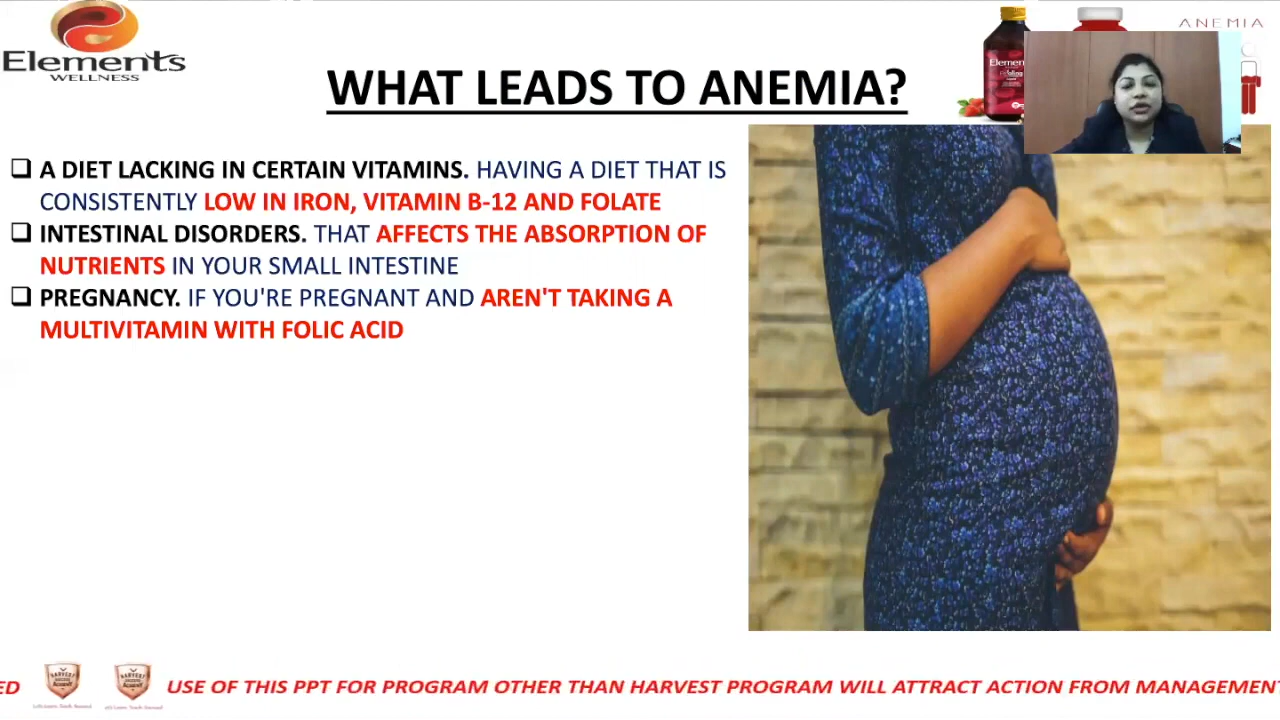 Elements
WELLNESS
ANEMIA
Elements
WHAT LEADS TO ANEMIA?
A DIET LACKING IN CERTAIN VITAMINS. HAVING A DIET THAT IS
CONSISTENTLY LOW IN IRON, VITAMIN B-12 AND FOLATE
INTESTINAL DISORDERS. THAT AFFECTS THE ABSORPTION OF
NUTRIENTS IN YOUR SMALL INTESTINE
PREGNANCY. IF YOU'RE PREGNANT AND AREN'T TAKING A
MULTIVITAMIN WITH FOLIC ACID
ED
HARVEST
HARVEST
USE OF THIS PPT FOR PROGRAM OTHER THAN HARVEST PROGRAM WILL ATTRACT ACTION FROM MANAGEMENT